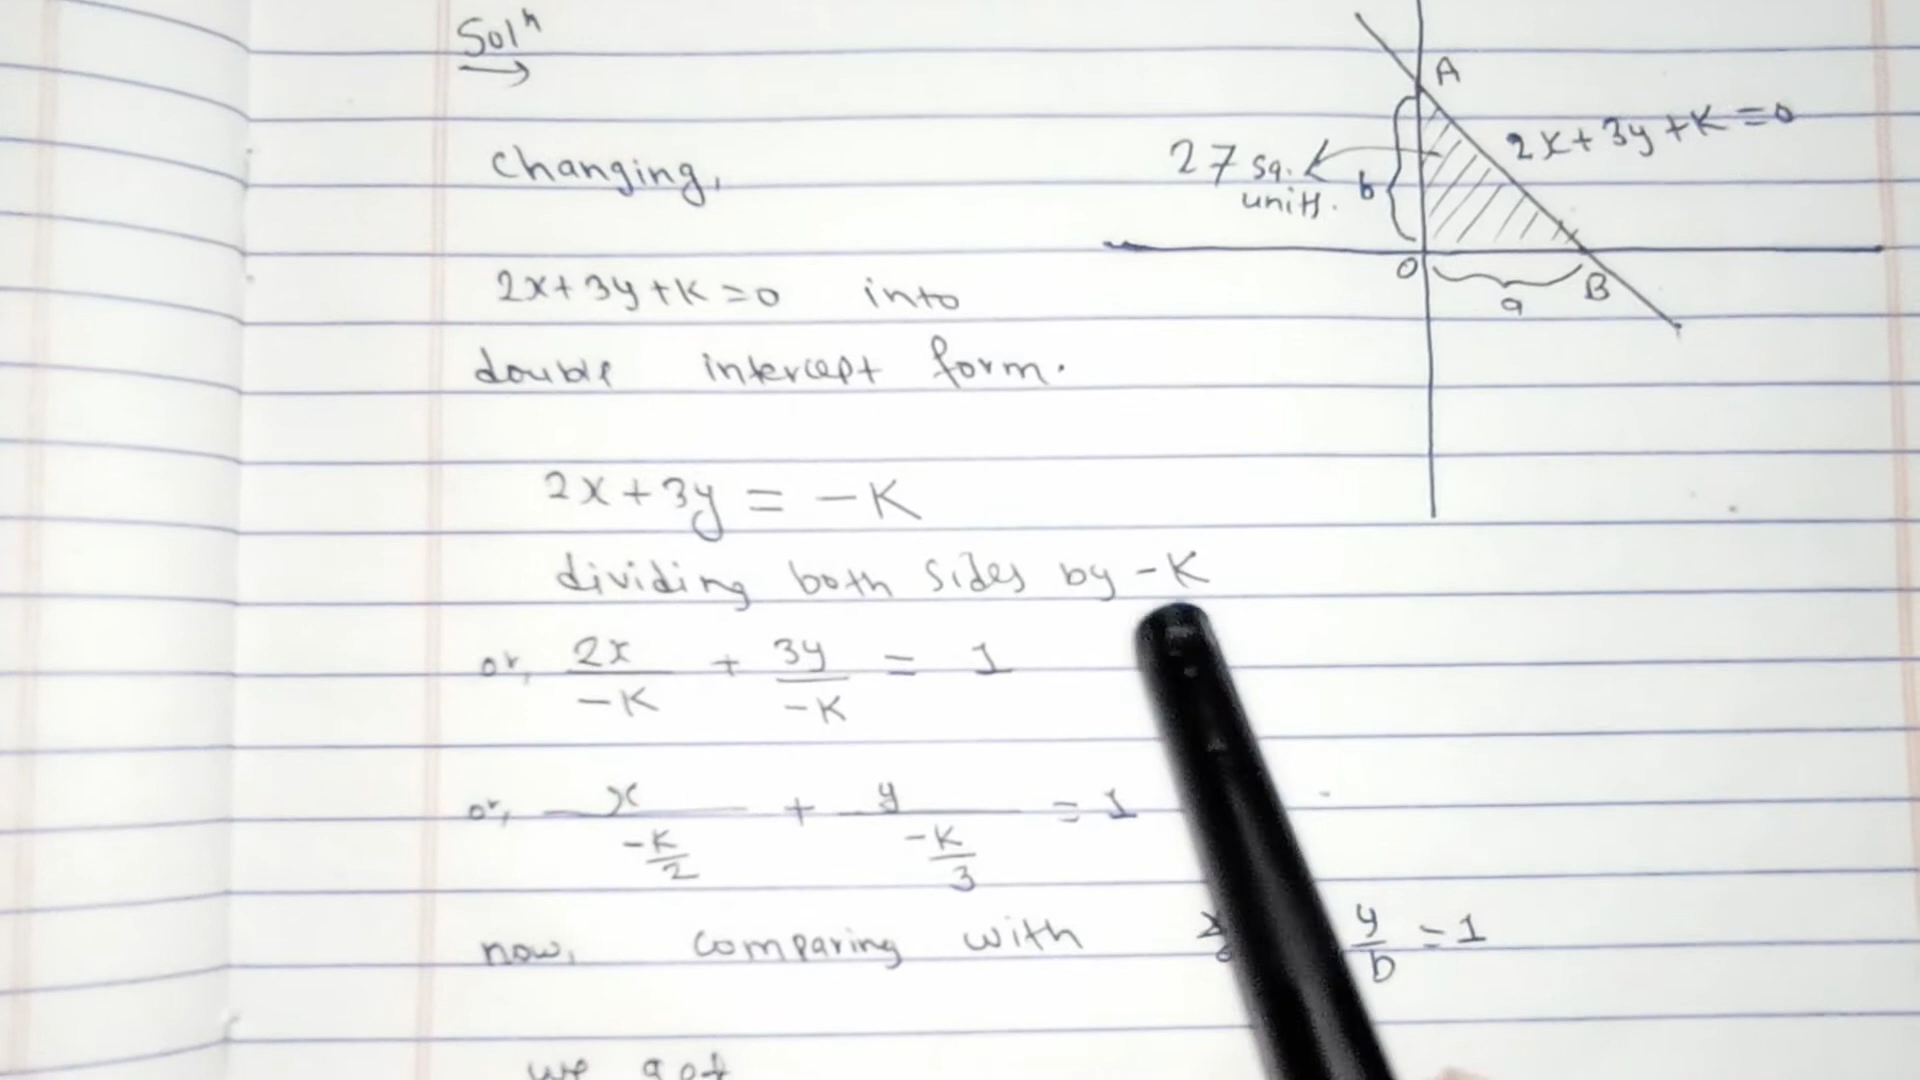 Solⁿ
changing,
2x+3y+K=0 into
double intercept form.
2x+3y = -K
dividing both sides by -K
or, 2x/-K + 3y/-K = 1
or, x/(-K/2) + y/(-K/3) = 1
now, comparing with y/b = 1
we get
A
2x+3y+K=0
27 sq.
units.
b
O
a
B